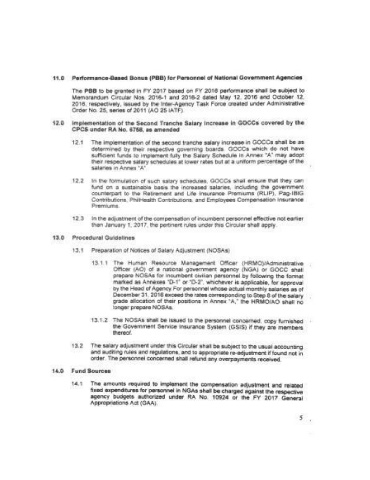 11.0 Performance-Based Bonus (PBB) for Personnel of National Government Agencies
The PBB to be granted in FY 2017 based on FY 2016 performance shall be subject to
Memorandum Circular Nos. 2016-1 and 2016-2 dated May 12, 2016 and October 12,
2016, respectively, issued by the Inter-Agency Task Force created under Administrative
Order No. 25, series of 2011 (AO 25 IATF).
12.0 Implementation of the Second Tranche Salary Increase in GOCCs covered by the
CPCS under RA No. 6758, as amended
12.1 The implementation of the second tranche salary increase in GOCCs shall be as
determined by their respective governing boards. GOCCs which do not have
sufficient funds to implement fully the Salary Schedule in Annex "A" may adopt
their respective salary schedules at lower rates but at a uniform percentage of the
salaries in Annex "A".
12.2 In the formulation of such salary schedules, GOCCs shall ensure that they can
fund on a sustainable basis the increased salaries, including the government
counterpart to the Retirement and Life Insurance Premiums (RLIP), Pag-IBIG
Contributions, PhilHealth Contributions, and Employees Compensation Insurance
Premiums.
12.3 In the adjustment of the compensation of incumbent personnel effective not earlier
than January 1, 2017, the pertinent rules under this Circular shall apply.
13.0 Procedural Guidelines
13.1 Preparation of Notices of Salary Adjustment (NOSAs)
13.1.1 The Human Resource Management Officer (HRMO)/Administrative
Officer (AO) of a national government agency (NGA) or GOCC shall
prepare NOSAs for incumbent civilian personnel by following the format
marked as Annexes "D-1" or "D-2", whichever is applicable, for approval
by the Head of Agency. For personnel whose actual monthly salaries as of
December 31, 2016 exceed the rates corresponding to Step 8 of the salary
grade allocation of their positions in Annex "A," the HRMO/AO shall no
longer prepare NOSAs.
13.1.2 The NOSAs shall be issued to the personnel concerned, copy furnished
the Government Service Insurance System (GSIS) if they are members
thereof.
13.2 The salary adjustment under this Circular shall be subject to the usual accounting
and auditing rules and regulations, and to appropriate re-adjustment if found not in
order. The personnel concerned shall refund any overpayments received.
14.0 Fund Sources
14.1 The amounts required to implement the compensation adjustment and related
fixed expenditures for personnel in NGAs shall be charged against the respective
agency budgets authorized under RA No. 10924 or the FY 2017 General
Appropriations Act (GAA).
5